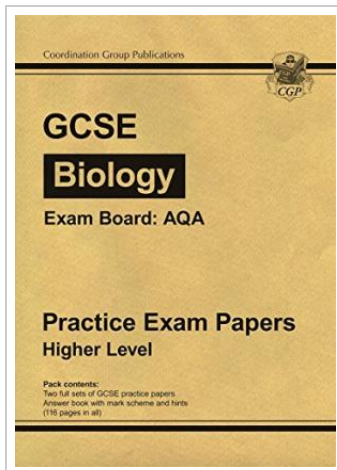 Coordination Group Publications
CGP
GCSE
Biology
Exam Board: AQA
Practice Exam Papers
Higher Level
Pack contents:
Two full sets of GCSE practice papers
Answer book with mark scheme and hints
(116 pages in all)